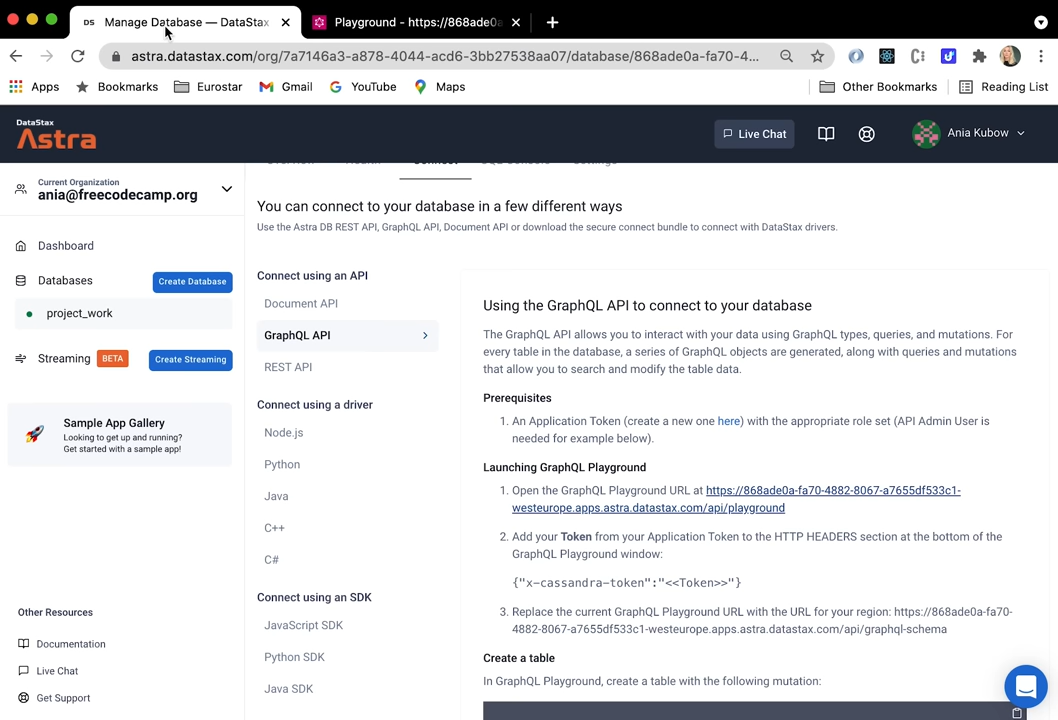 DS Manage Database — DataStax
Playground - https://868ade0a
astra.datastax.com/org/7a7146a3-a878-4044-acd6-3bb27538aa07/database/868ade0a-fa70-4...
Apps
Bookmarks
Eurostar
Gmail
YouTube
Maps
Other Bookmarks
Reading List
DataStax
Astra
Live Chat
Ania Kubow
Current Organization
ania@freecodecamp.org
Dashboard
Databases
Create Database
project_work
Streaming BETA
Create Streaming
Sample App Gallery
Looking to get up and running?
Get started with a sample app!
Other Resources
Documentation
Live Chat
Get Support
Overview
Health
Connect
CQL Console
Settings
You can connect to your database in a few different ways
Use the Astra DB REST API, GraphQL API, Document API or download the secure connect bundle to connect with DataStax drivers.
Connect using an API
Document API
GraphQL API
REST API
Connect using a driver
Node.js
Python
Java
C++
C#
Connect using an SDK
JavaScript SDK
Python SDK
Java SDK
Using the GraphQL API to connect to your database
The GraphQL API allows you to interact with your data using GraphQL types, queries, and mutations. For
every table in the database, a series of GraphQL objects are generated, along with queries and mutations
that allow you to search and modify the table data.
Prerequisites
1. An Application Token (create a new one here) with the appropriate role set (API Admin User is
needed for example below).
Launching GraphQL Playground
1. Open the GraphQL Playground URL at https://868ade0a-fa70-4882-8067-a7655df533c1-
westeurope.apps.astra.datastax.com/api/playground
2. Add your Token from your Application Token to the HTTP HEADERS section at the bottom of the
GraphQL Playground window:
{"x-cassandra-token":"<<Token>>"}
3. Replace the current GraphQL Playground URL with the URL for your region: https://868ade0a-fa70-
4882-8067-a7655df533c1-westeurope.apps.astra.datastax.com/api/graphql-schema
Create a table
In GraphQL Playground, create a table with the following mutation: